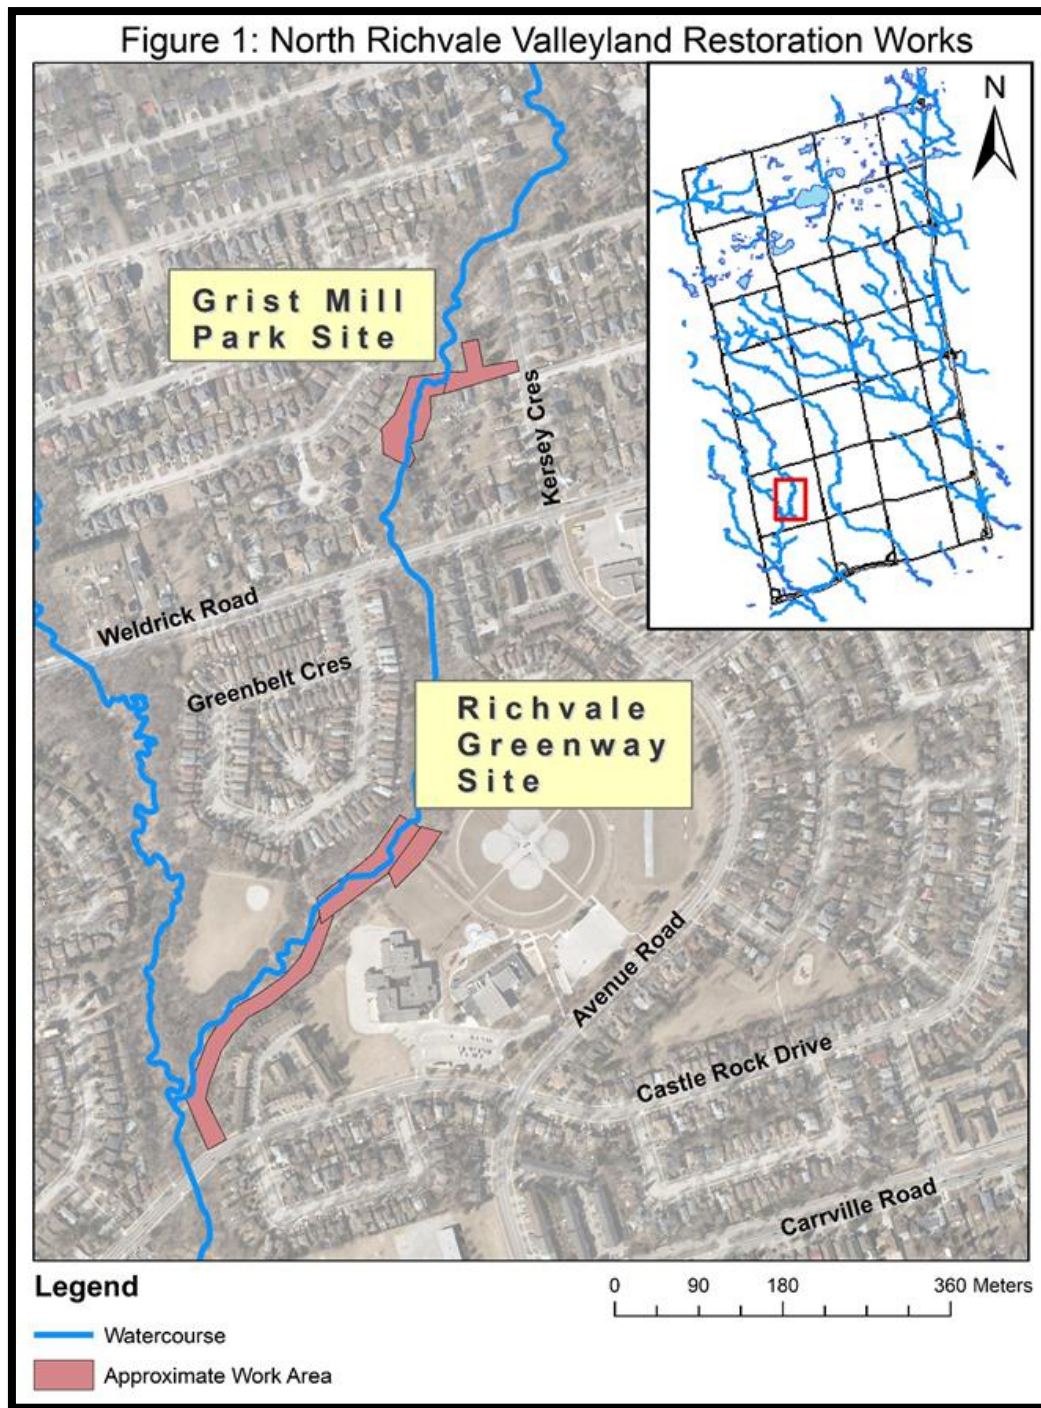 Figure 1: North Richvale Valleyland Restoration Works
N
Grist Mill
Park Site
Kersey Cres
Weldrick Road
Greenbelt Cres
Richvale
Greenway
Site
Avenue Road
Castle Rock Drive
Carrville Road
Legend
0 90 180 360 Meters
Watercourse
Approximate Work Area